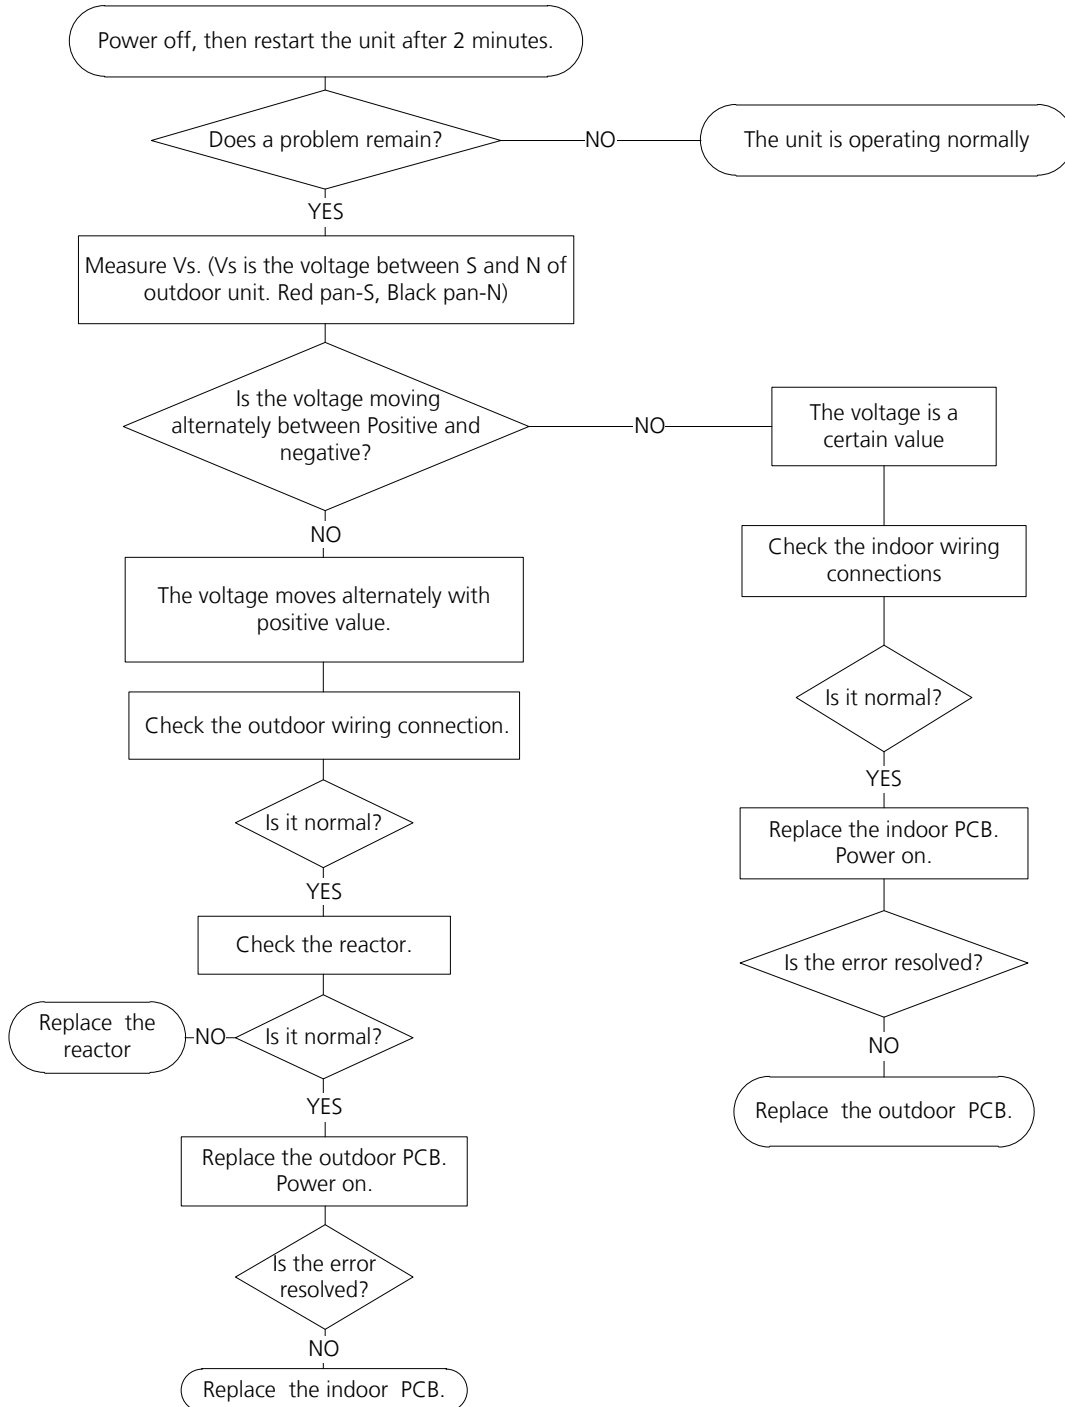 Power off, then restart the unit after 2 minutes.
Does a problem remain?
NO
The unit is operating normally
YES
Measure Vs. (Vs is the voltage between S and N of
outdoor unit. Red pan-S, Black pan-N)
Is the voltage moving
alternately between Positive and
negative?
NO
The voltage is a
certain value
NO
The voltage moves alternately with
positive value.
Check the outdoor wiring connection.
Is it normal?
YES
Check the reactor.
Is it normal?
NO
Replace the
reactor
YES
Replace the outdoor PCB.
Power on.
Is the error
resolved?
NO
Replace the indoor PCB.
Check the indoor wiring
connections
Is it normal?
YES
Replace the indoor PCB.
Power on.
Is the error resolved?
NO
Replace the outdoor PCB.